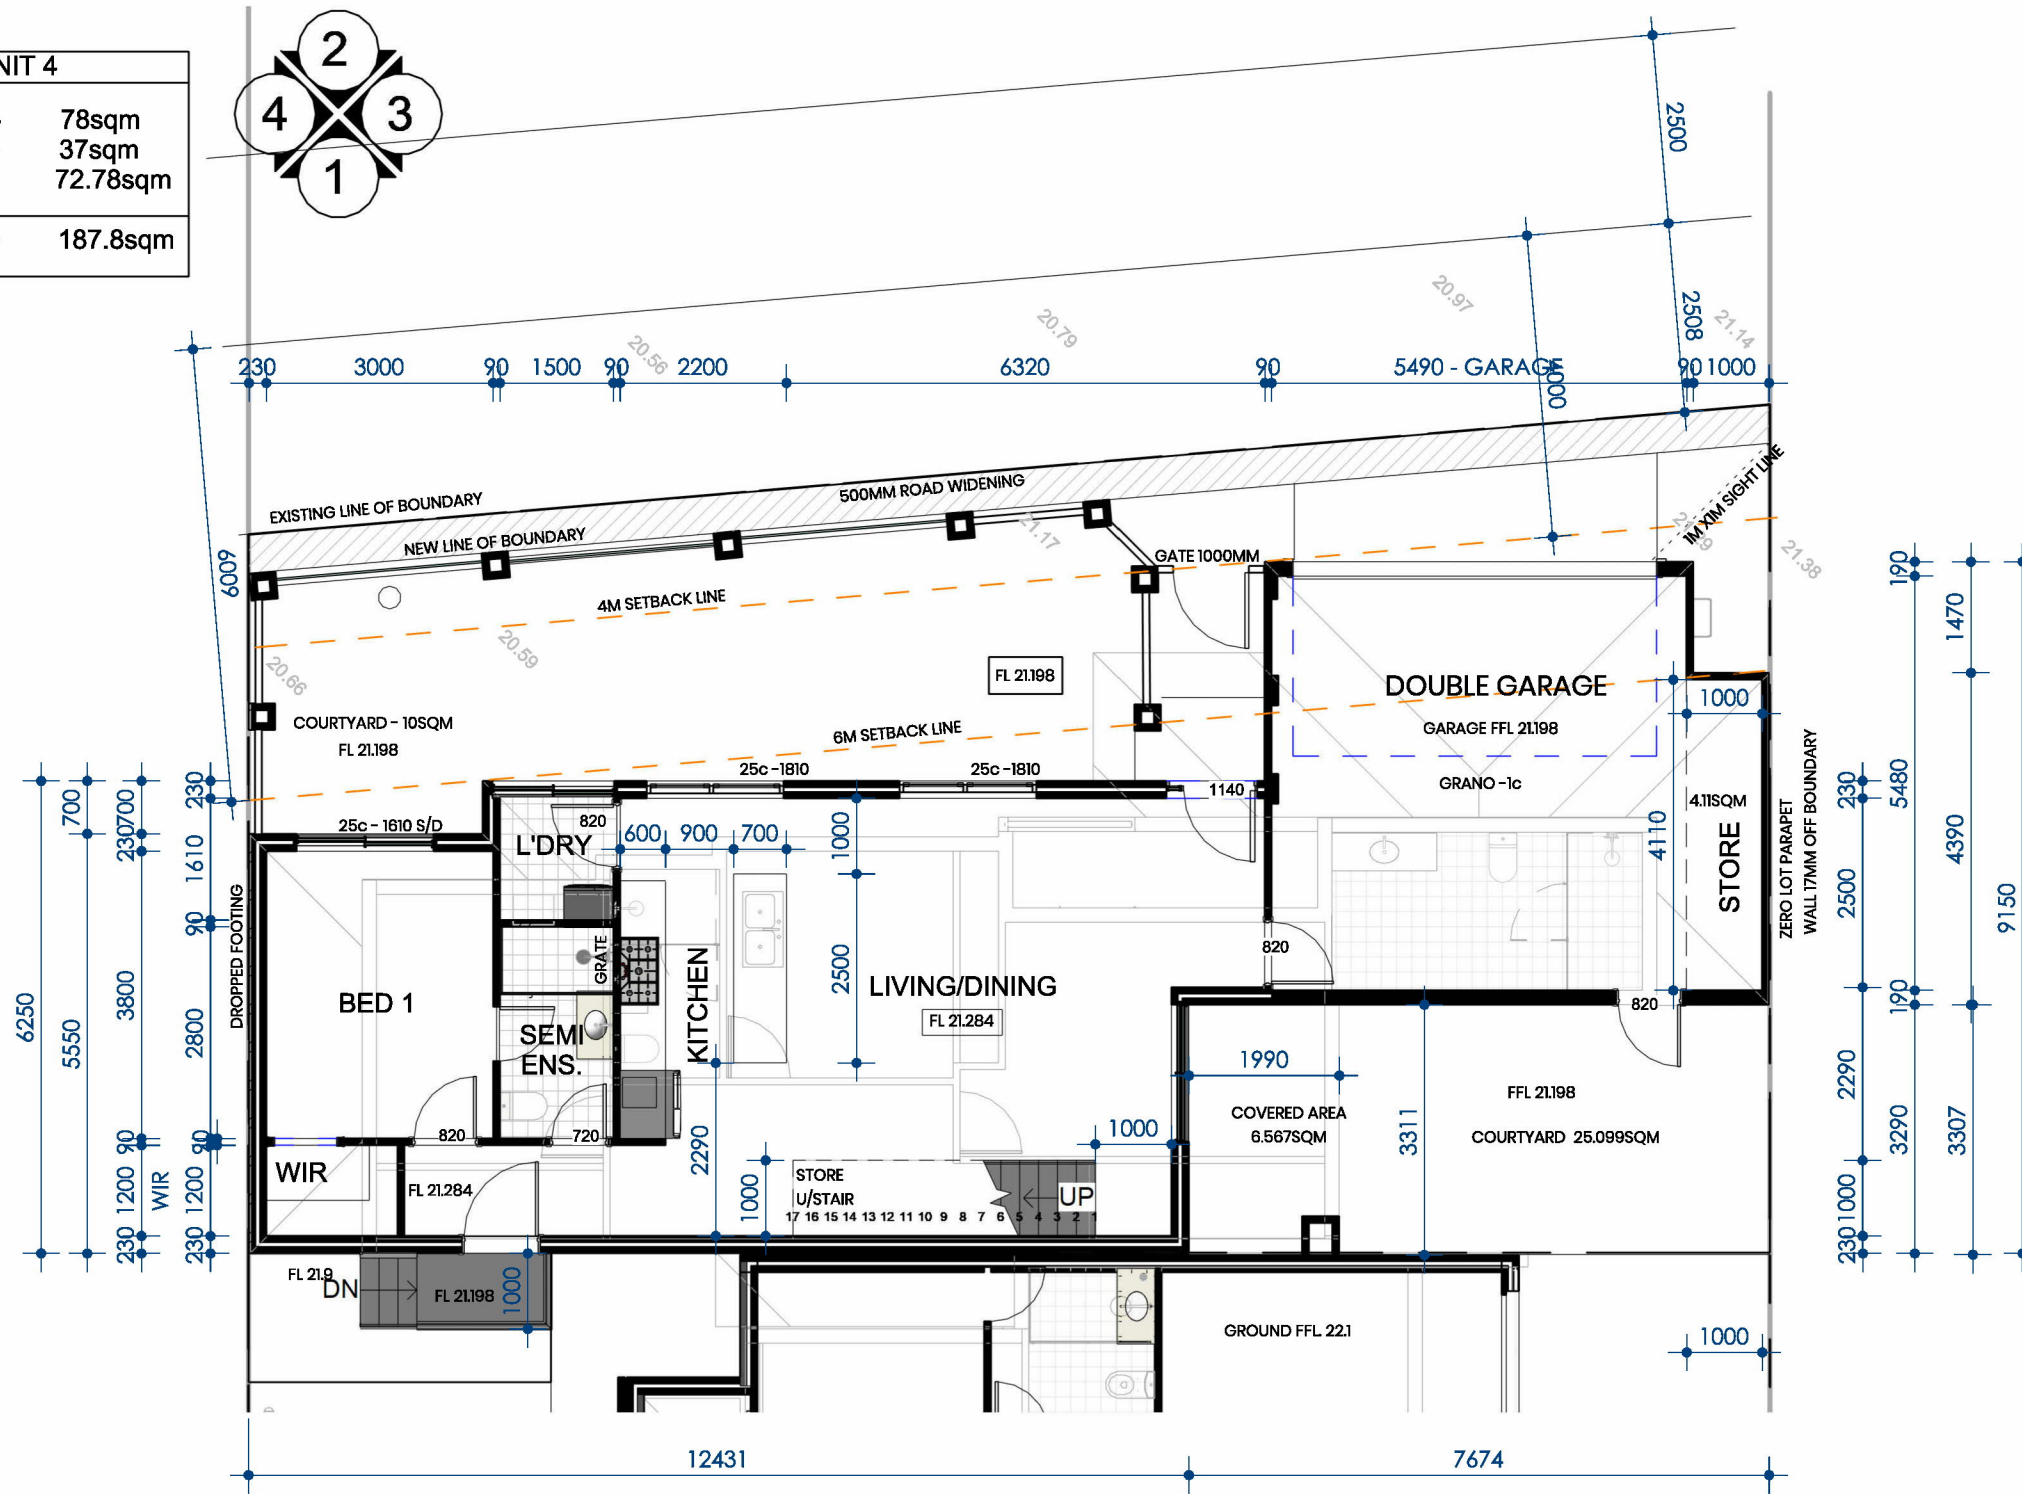 NIT 4
78sqm
37sqm
72.78sqm
187.8sqm
2
4
3
1
2500
2508
20.97
21.14
20.79
20.56
230
3000
90
1500
90
2200
6320
90
5490 - GARAGE
90
1000
4000
EXISTING LINE OF BOUNDARY
500MM ROAD WIDENING
NEW LINE OF BOUNDARY
1M X1M SIGHT LINE
21.17
21.38
6009
GATE 1000MM
4M SETBACK LINE
20.59
20.66
FL 21.198
COURTYARD - 10SQM
FL 21.198
6M SETBACK LINE
DOUBLE GARAGE
GARAGE FFL 21.198
GRANO -1c
1000
190
1470
25c -1810
25c -1810
1140
700
700
230
230
25c - 1610 S/D
820
L'DRY
600
900
700
1000
4110
4.11SQM
STORE
ZERO LOT PARAPET
WALL 17MM OFF BOUNDARY
230
5480
4390
2500
9150
1610
90
DROPPED FOOTING
GRATE
KITCHEN
2500
LIVING/DINING
FL 21.284
820
BED 1
SEMI
ENS.
6250
5550
3800
2800
820
190
1990
COVERED AREA
6.567SQM
3311
FFL 21.198
COURTYARD 25.099SQM
2290
3290
3307
90
90
820
720
2290
1000
WIR
FL 21.284
1200
WIR
1200
1000
STORE
U/STAIR
UP
17 16 15 14 13 12 11 10 9 8 7 6 5 4 3 2 1
1000
230
230
230
FL 21.9
DN
FL 21.198
1000
GROUND FFL 22.1
1000
12431
7674